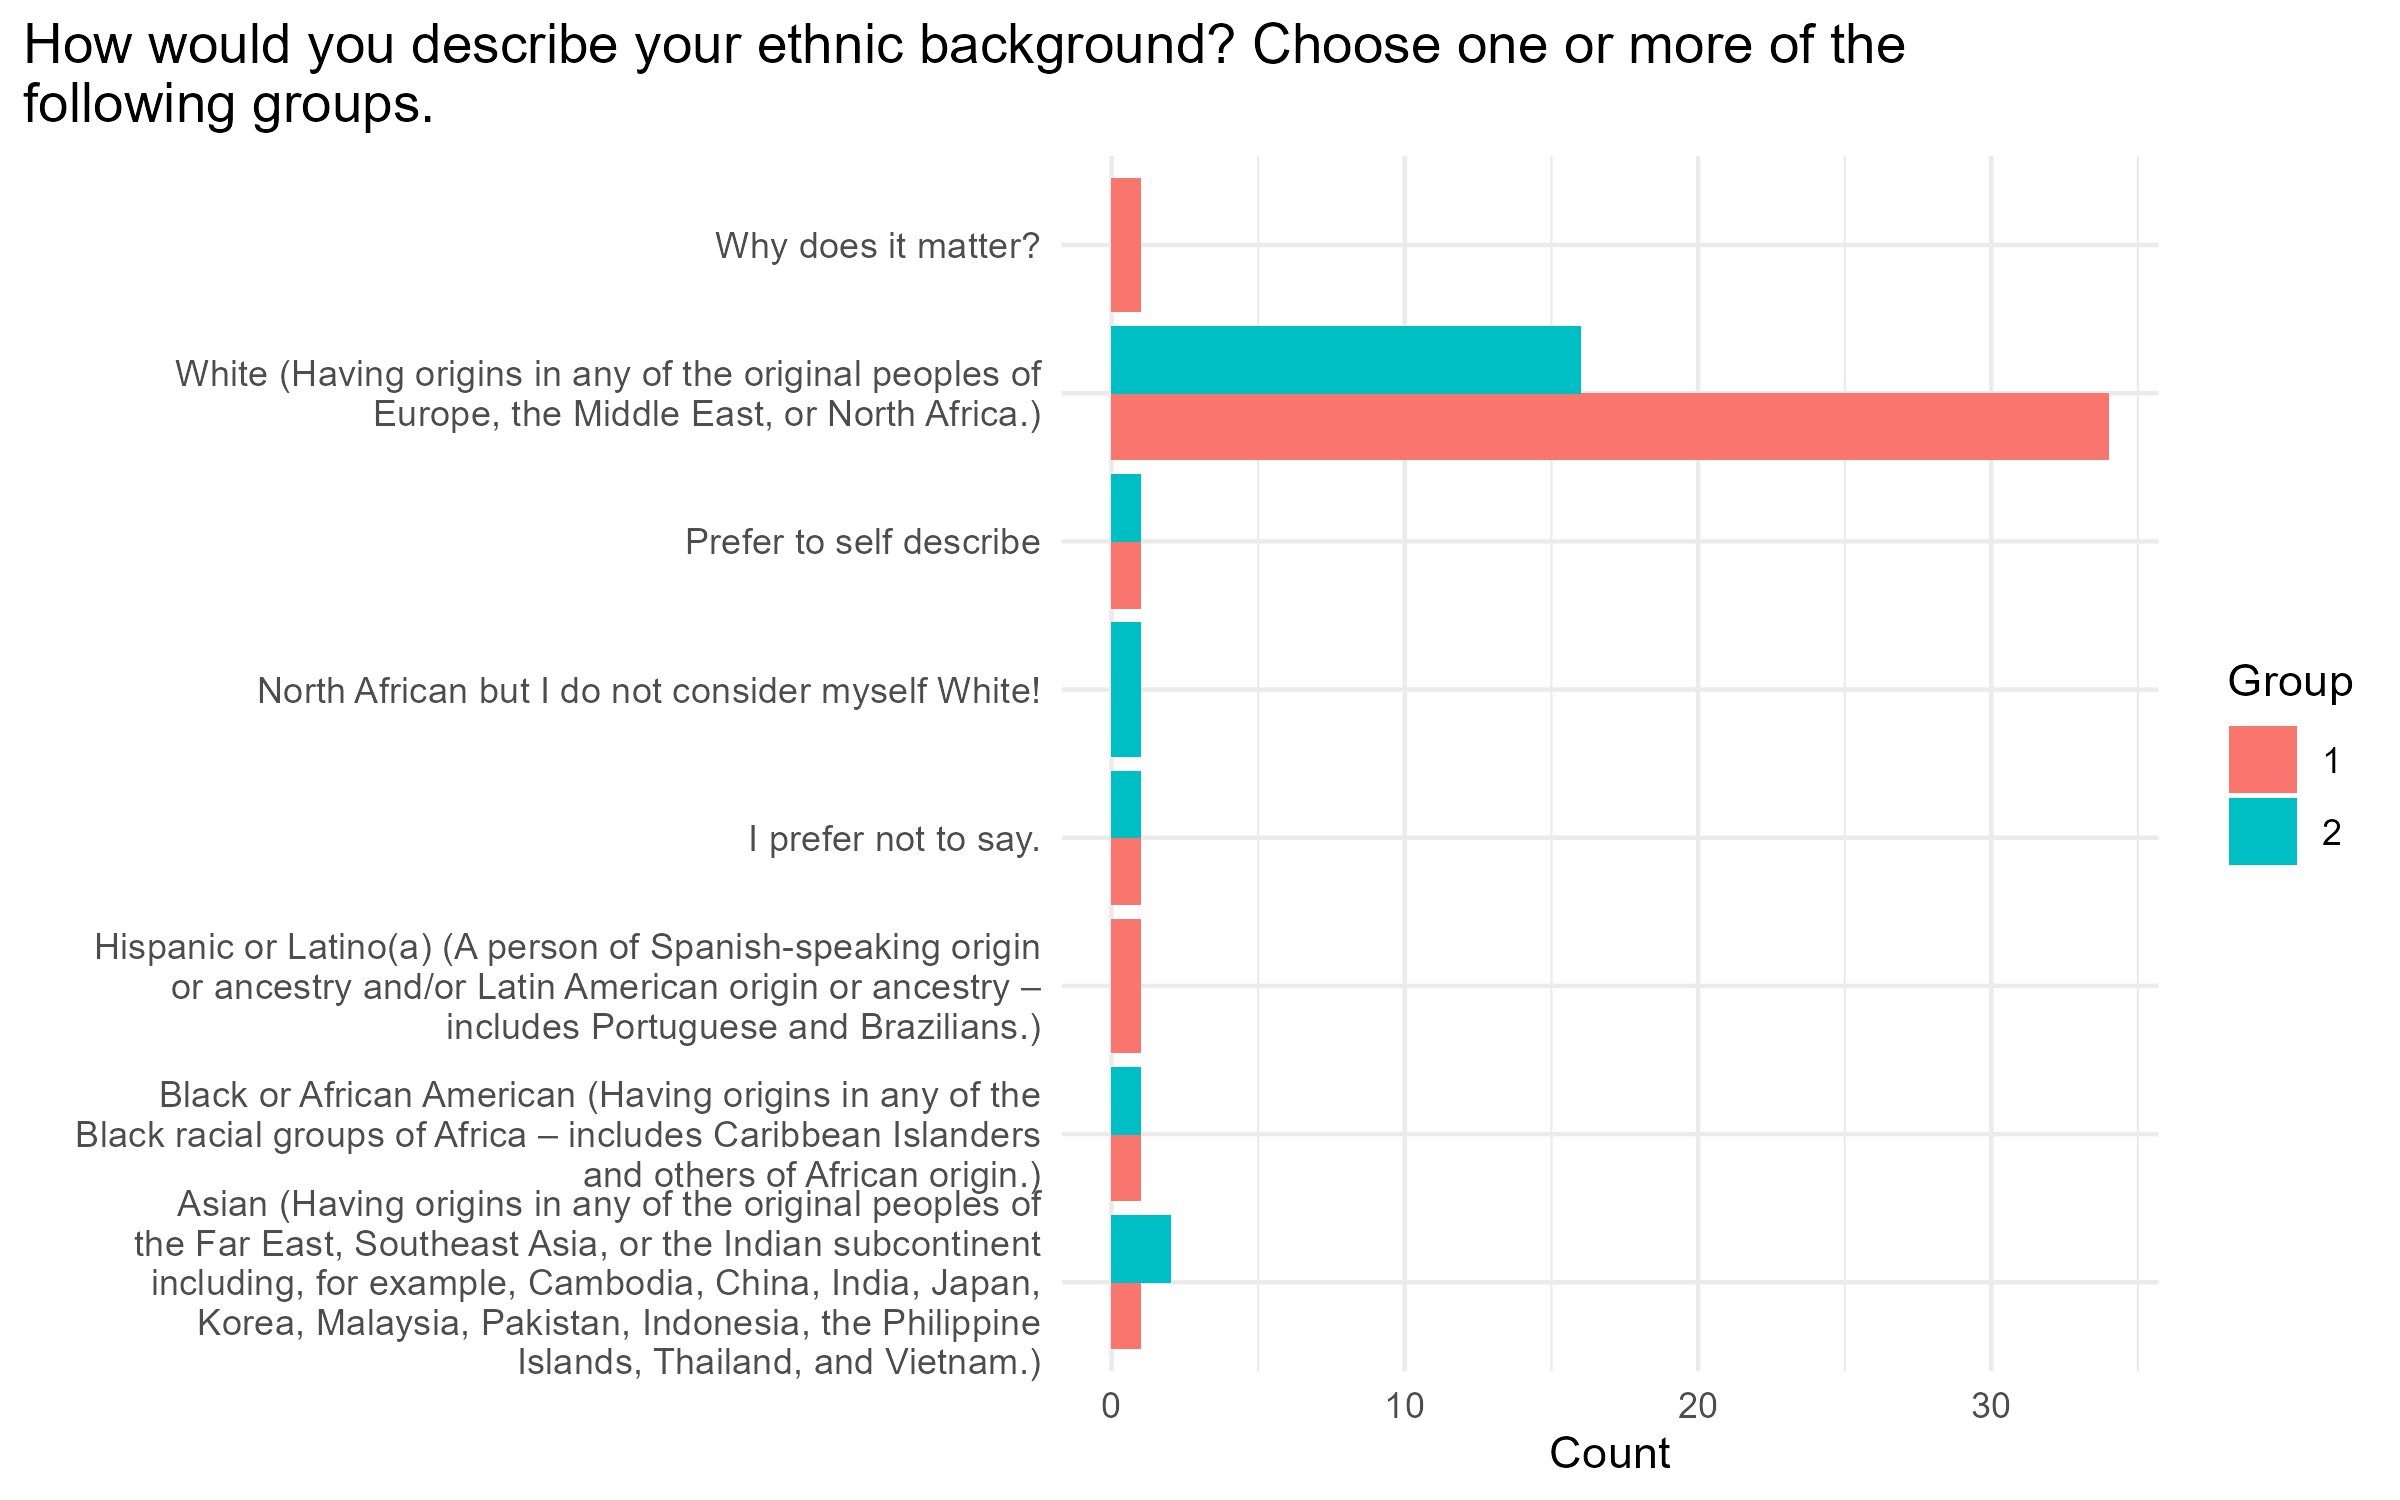 How would you describe your ethnic background? Choose one or more of the
following groups.
Why does it matter?
White (Having origins in any of the original peoples of
Europe, the Middle East, or North Africa.)
Prefer to self describe
North African but I do not consider myself White!
I prefer not to say.
Hispanic or Latino(a) (A person of Spanish-speaking origin
or ancestry and/or Latin American origin or ancestry –
includes Portuguese and Brazilians.)
Black or African American (Having origins in any of the
Black racial groups of Africa – includes Caribbean Islanders
and others of African origin.)
Asian (Having origins in any of the original peoples of
the Far East, Southeast Asia, or the Indian subcontinent
including, for example, Cambodia, China, India, Japan,
Korea, Malaysia, Pakistan, Indonesia, the Philippine
Islands, Thailand, and Vietnam.)
0 10 20 30
Count
Group
1
2